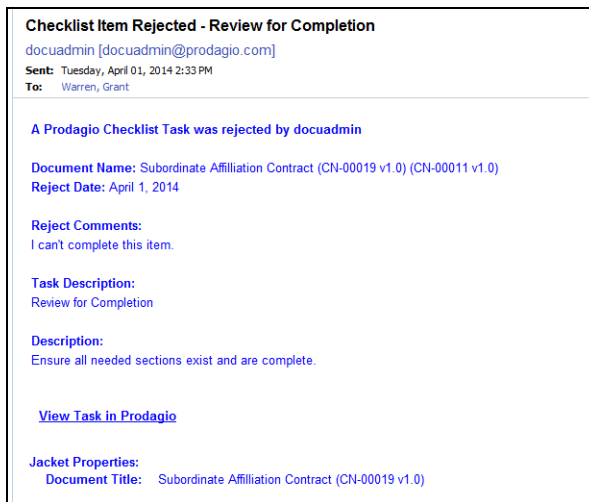 Checklist Item Rejected - Review for Completion
docuadmin [docuadmin@prodagio.com]
Sent: Tuesday, April 01, 2014 2:33 PM
To: Warren, Grant
A Prodagio Checklist Task was rejected by docuadmin
Document Name: Subordinate Affilliation Contract (CN-00019 v1.0) (CN-00011 v1.0)
Reject Date: April 1, 2014
Reject Comments:
I can't complete this item.
Task Description:
Review for Completion
Description:
Ensure all needed sections exist and are complete.
View Task in Prodagio
Jacket Properties:
Document Title: Subordinate Affilliation Contract (CN-00019 v1.0)